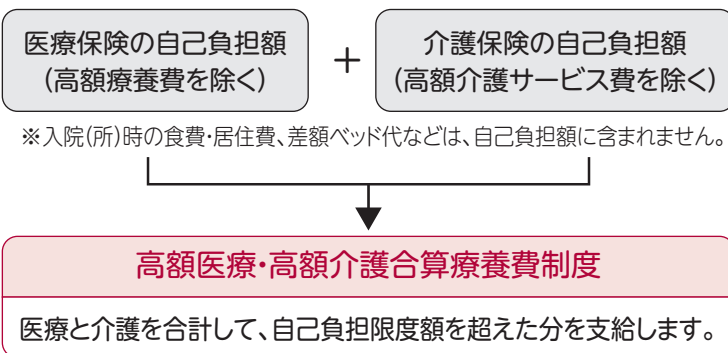 医療保険の自己負担額
(高額療養費を除く)
+
介護保険の自己負担額
(高額介護サービス費を除く)
※入院(所)時の食費・居住費、差額ベッド代などは、自己負担額に含まれません。
高額医療・高額介護合算療養費制度
医療と介護を合計して、自己負担限度額を超えた分を支給します。